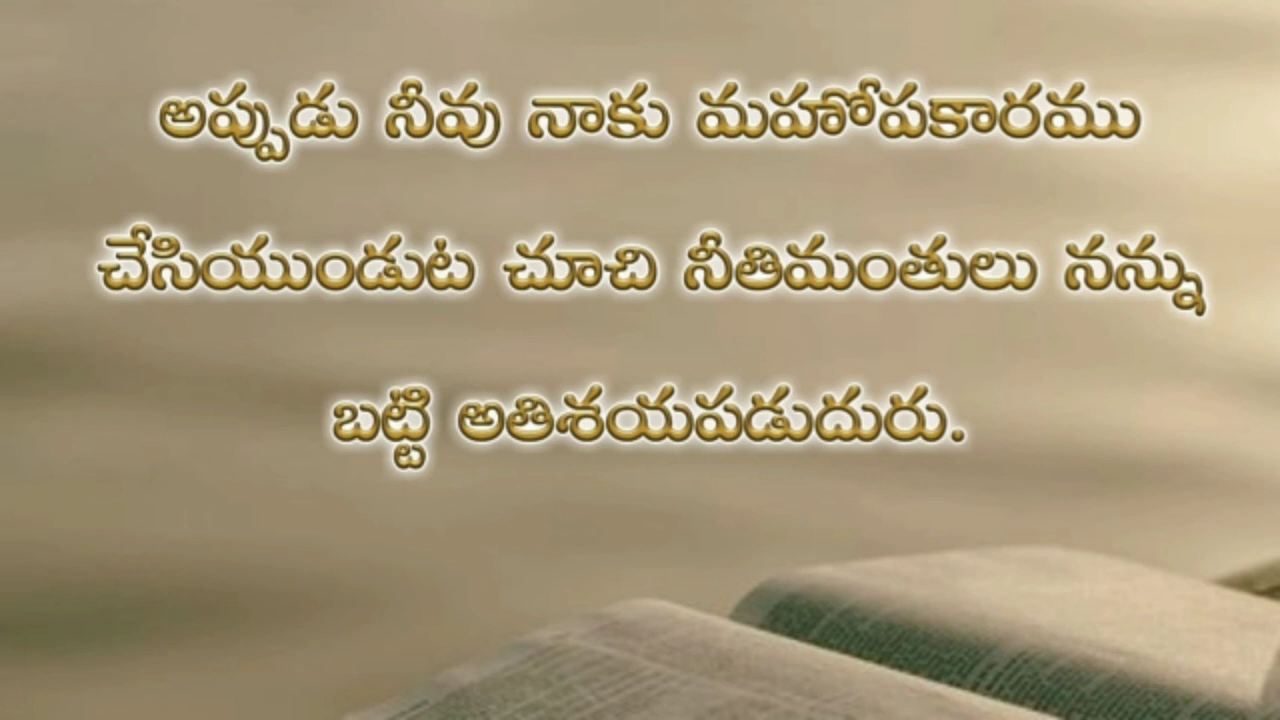 అప్పుడు నీవు నాకు మహోపకారము
చేసియుండుట చూచి నీతిమంతులు నన్ను
బట్టి అతిశయపడుదురు.